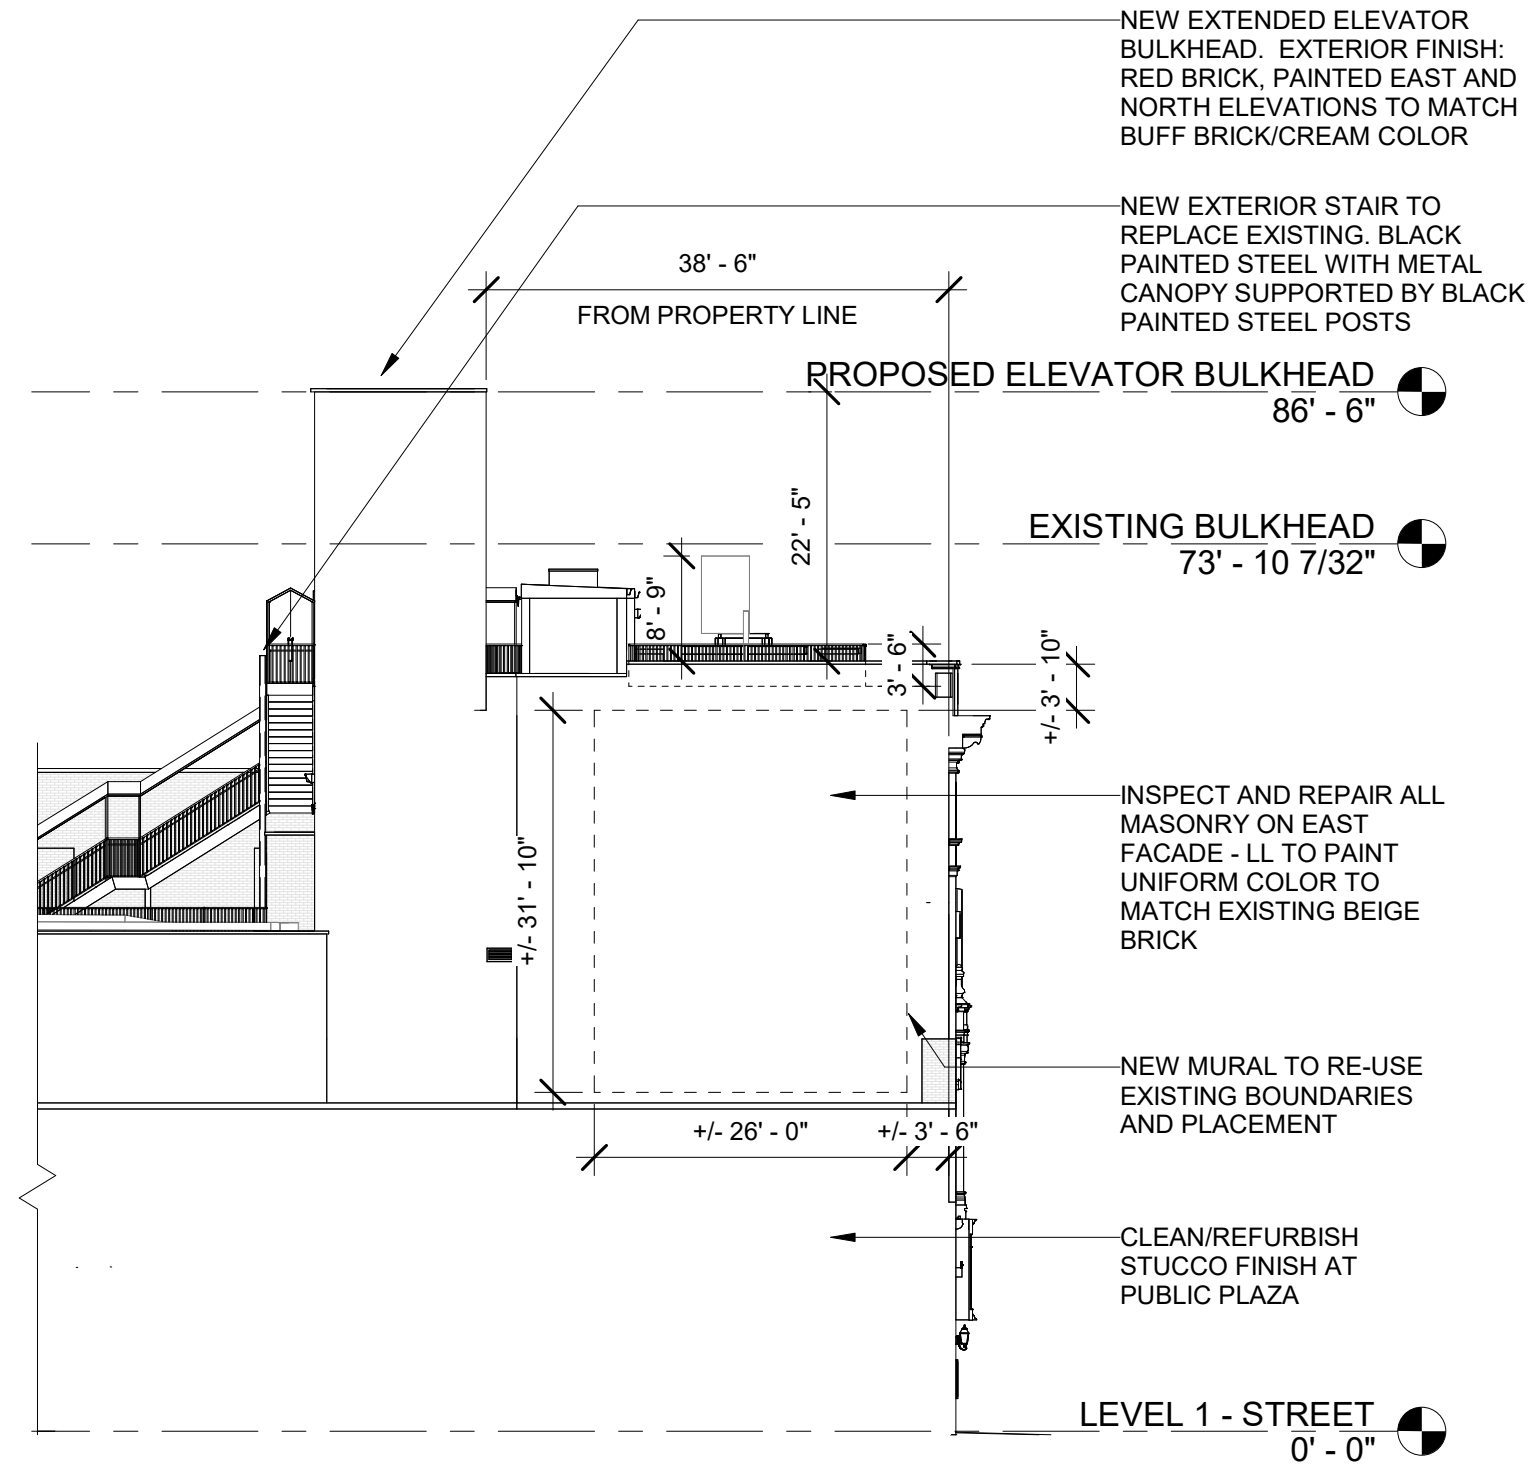 NEW EXTENDED ELEVATOR
BULKHEAD.  EXTERIOR FINISH:
RED BRICK, PAINTED EAST AND
NORTH ELEVATIONS TO MATCH
BUFF BRICK/CREAM COLOR
NEW EXTERIOR STAIR TO
REPLACE EXISTING. BLACK
PAINTED STEEL WITH METAL
CANOPY SUPPORTED BY BLACK
PAINTED STEEL POSTS
38' - 6"
FROM PROPERTY LINE
PROPOSED ELEVATOR BULKHEAD
86' - 6"
22' - 5"
EXISTING BULKHEAD
73' - 10 7/32"
8' - 9"
3' - 6"
+/- 3' - 10"
+/- 31' - 10"
INSPECT AND REPAIR ALL
MASONRY ON EAST
FACADE - LL TO PAINT
UNIFORM COLOR TO
MATCH EXISTING BEIGE
BRICK
NEW MURAL TO RE-USE
EXISTING BOUNDARIES
AND PLACEMENT
+/- 26' - 0"
+/- 3' - 6"
CLEAN/REFURBISH
STUCCO FINISH AT
PUBLIC PLAZA
LEVEL 1 - STREET
0' - 0"